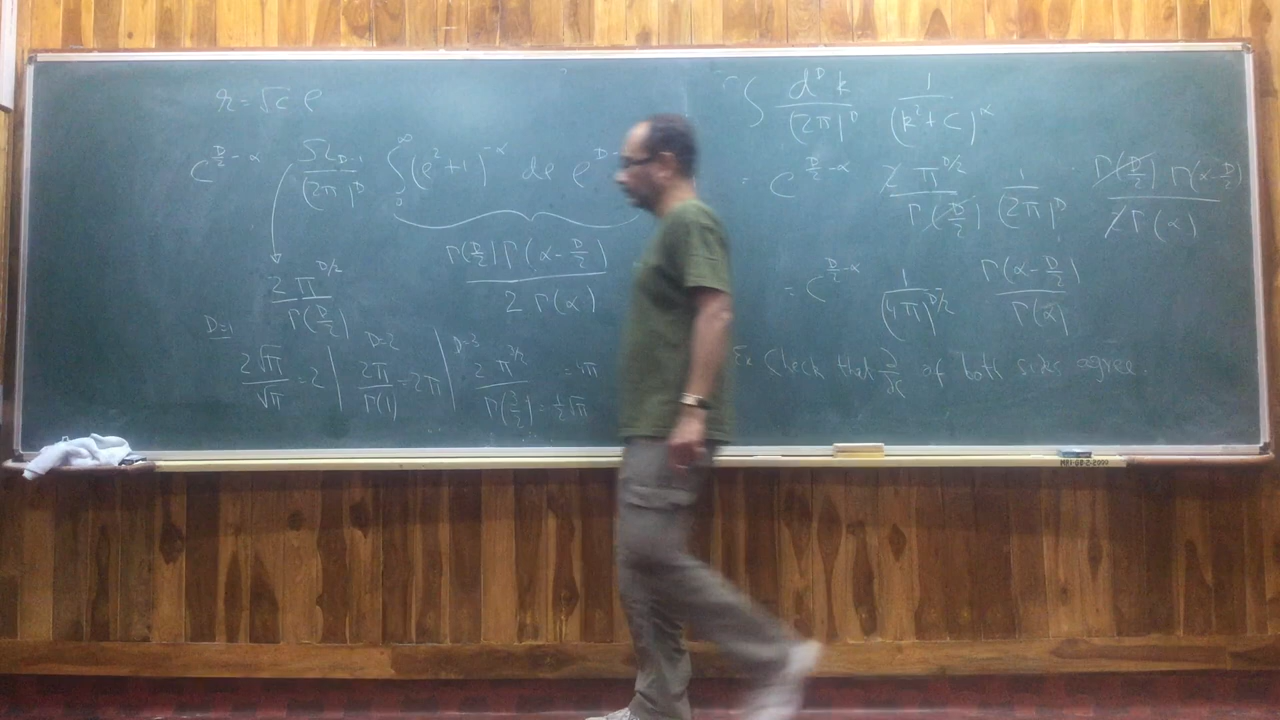 r = √c ρ
c^{D/2 - α} Ω_{D-1}/(2π)^D ∫_0^∞ (ρ²+1)^{-α} dρ ρ^{D-
2π^{D/2}/Γ(D/2)
Γ(D/2) Γ(α - D/2) / 2Γ(α)
D=1
2√π/√π = 2 | D=2 2π/Γ(1) = 2π | D=3 2π^{3/2}/Γ(3/2) = ½√π = 4π
∫ d^D k/(2π)^D 1/(k²+c)^α
= c^{D/2 - α} 2π^{D/2}/Γ(D/2) 1/(2π)^D · Γ(D/2) Γ(α - D/2)/2Γ(α)
= c^{D/2 - α} 1/(4π)^{D/2} Γ(α - D/2)/Γ(α)
Ex Check that ∂/∂c of both sides agree.